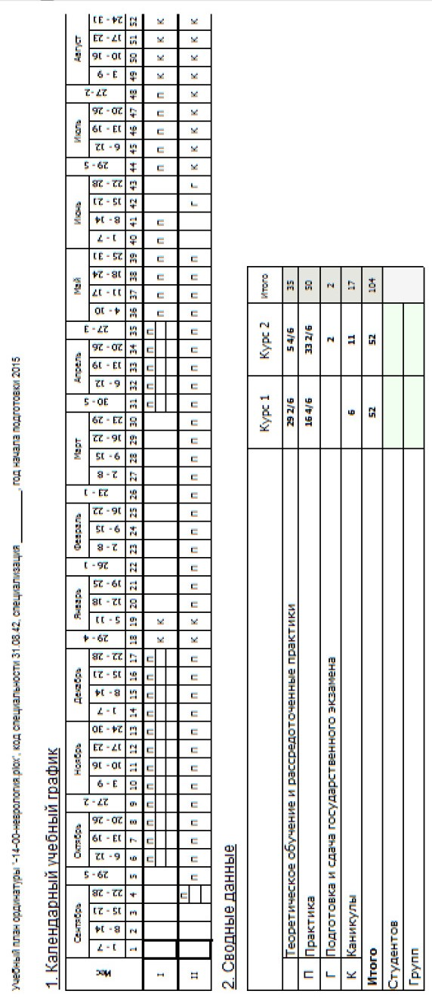 Учебный план ординатуры "-14-00-неврология.plox", код специальности 31.08.42, специализация ________, год начала подготовки 2015
1. Календарный учебный график
Мес Сентябрь Октябрь Ноябрь Декабрь Январь Февраль Март Апрель Май Июнь Июль Август
1 - 7 8 - 14 15 - 21 22 - 28 29 - 5 6 - 12 13 - 19 20 - 26 27 - 2 3 - 9 10 - 16 17 - 23 24 - 30 1 - 7 8 - 14 15 - 21 22 - 28 29 - 4 5 - 11 12 - 18 19 - 25 26 - 1 2 - 8 9 - 15 16 - 22 23 - 1 2 - 8 9 - 15 16 - 22 23 - 29 30 - 5 6 - 12 13 - 19 20 - 26 27 - 3 4 - 10 11 - 17 18 - 24 25 - 31 1 - 7 8 - 14 15 - 21 22 - 28 29 - 5 6 - 12 13 - 19 20 - 26 27 - 2 3 - 9 10 - 16 17 - 23 24 - 31
1 2 3 4 5 6 7 8 9 10 11 12 13 14 15 16 17 18 19 20 21 22 23 24 25 26 27 28 29 30 31 32 33 34 35 36 37 38 39 40 41 42 43 44 45 46 47 48 49 50 51 52
I П П П П П П П П П П П П К К П П П П П П П П П П П П П П П П К К К К
II П П П П П П П П П П П П П П К К П П П П П П П П П П П П П П П П П П П П Г Г К К К К К К К К К
2. Сводные данные
Курс 1 Курс 2 Итого
Теоретическое обучение и рассредоточенные практики 29 2/6 5 4/6 35
П Практика 16 4/6 33 2/6 50
Г Подготовка и сдача государственного экзамена 2 2
К Каникулы 6 11 17
Итого 52 52 104
Студентов
Групп